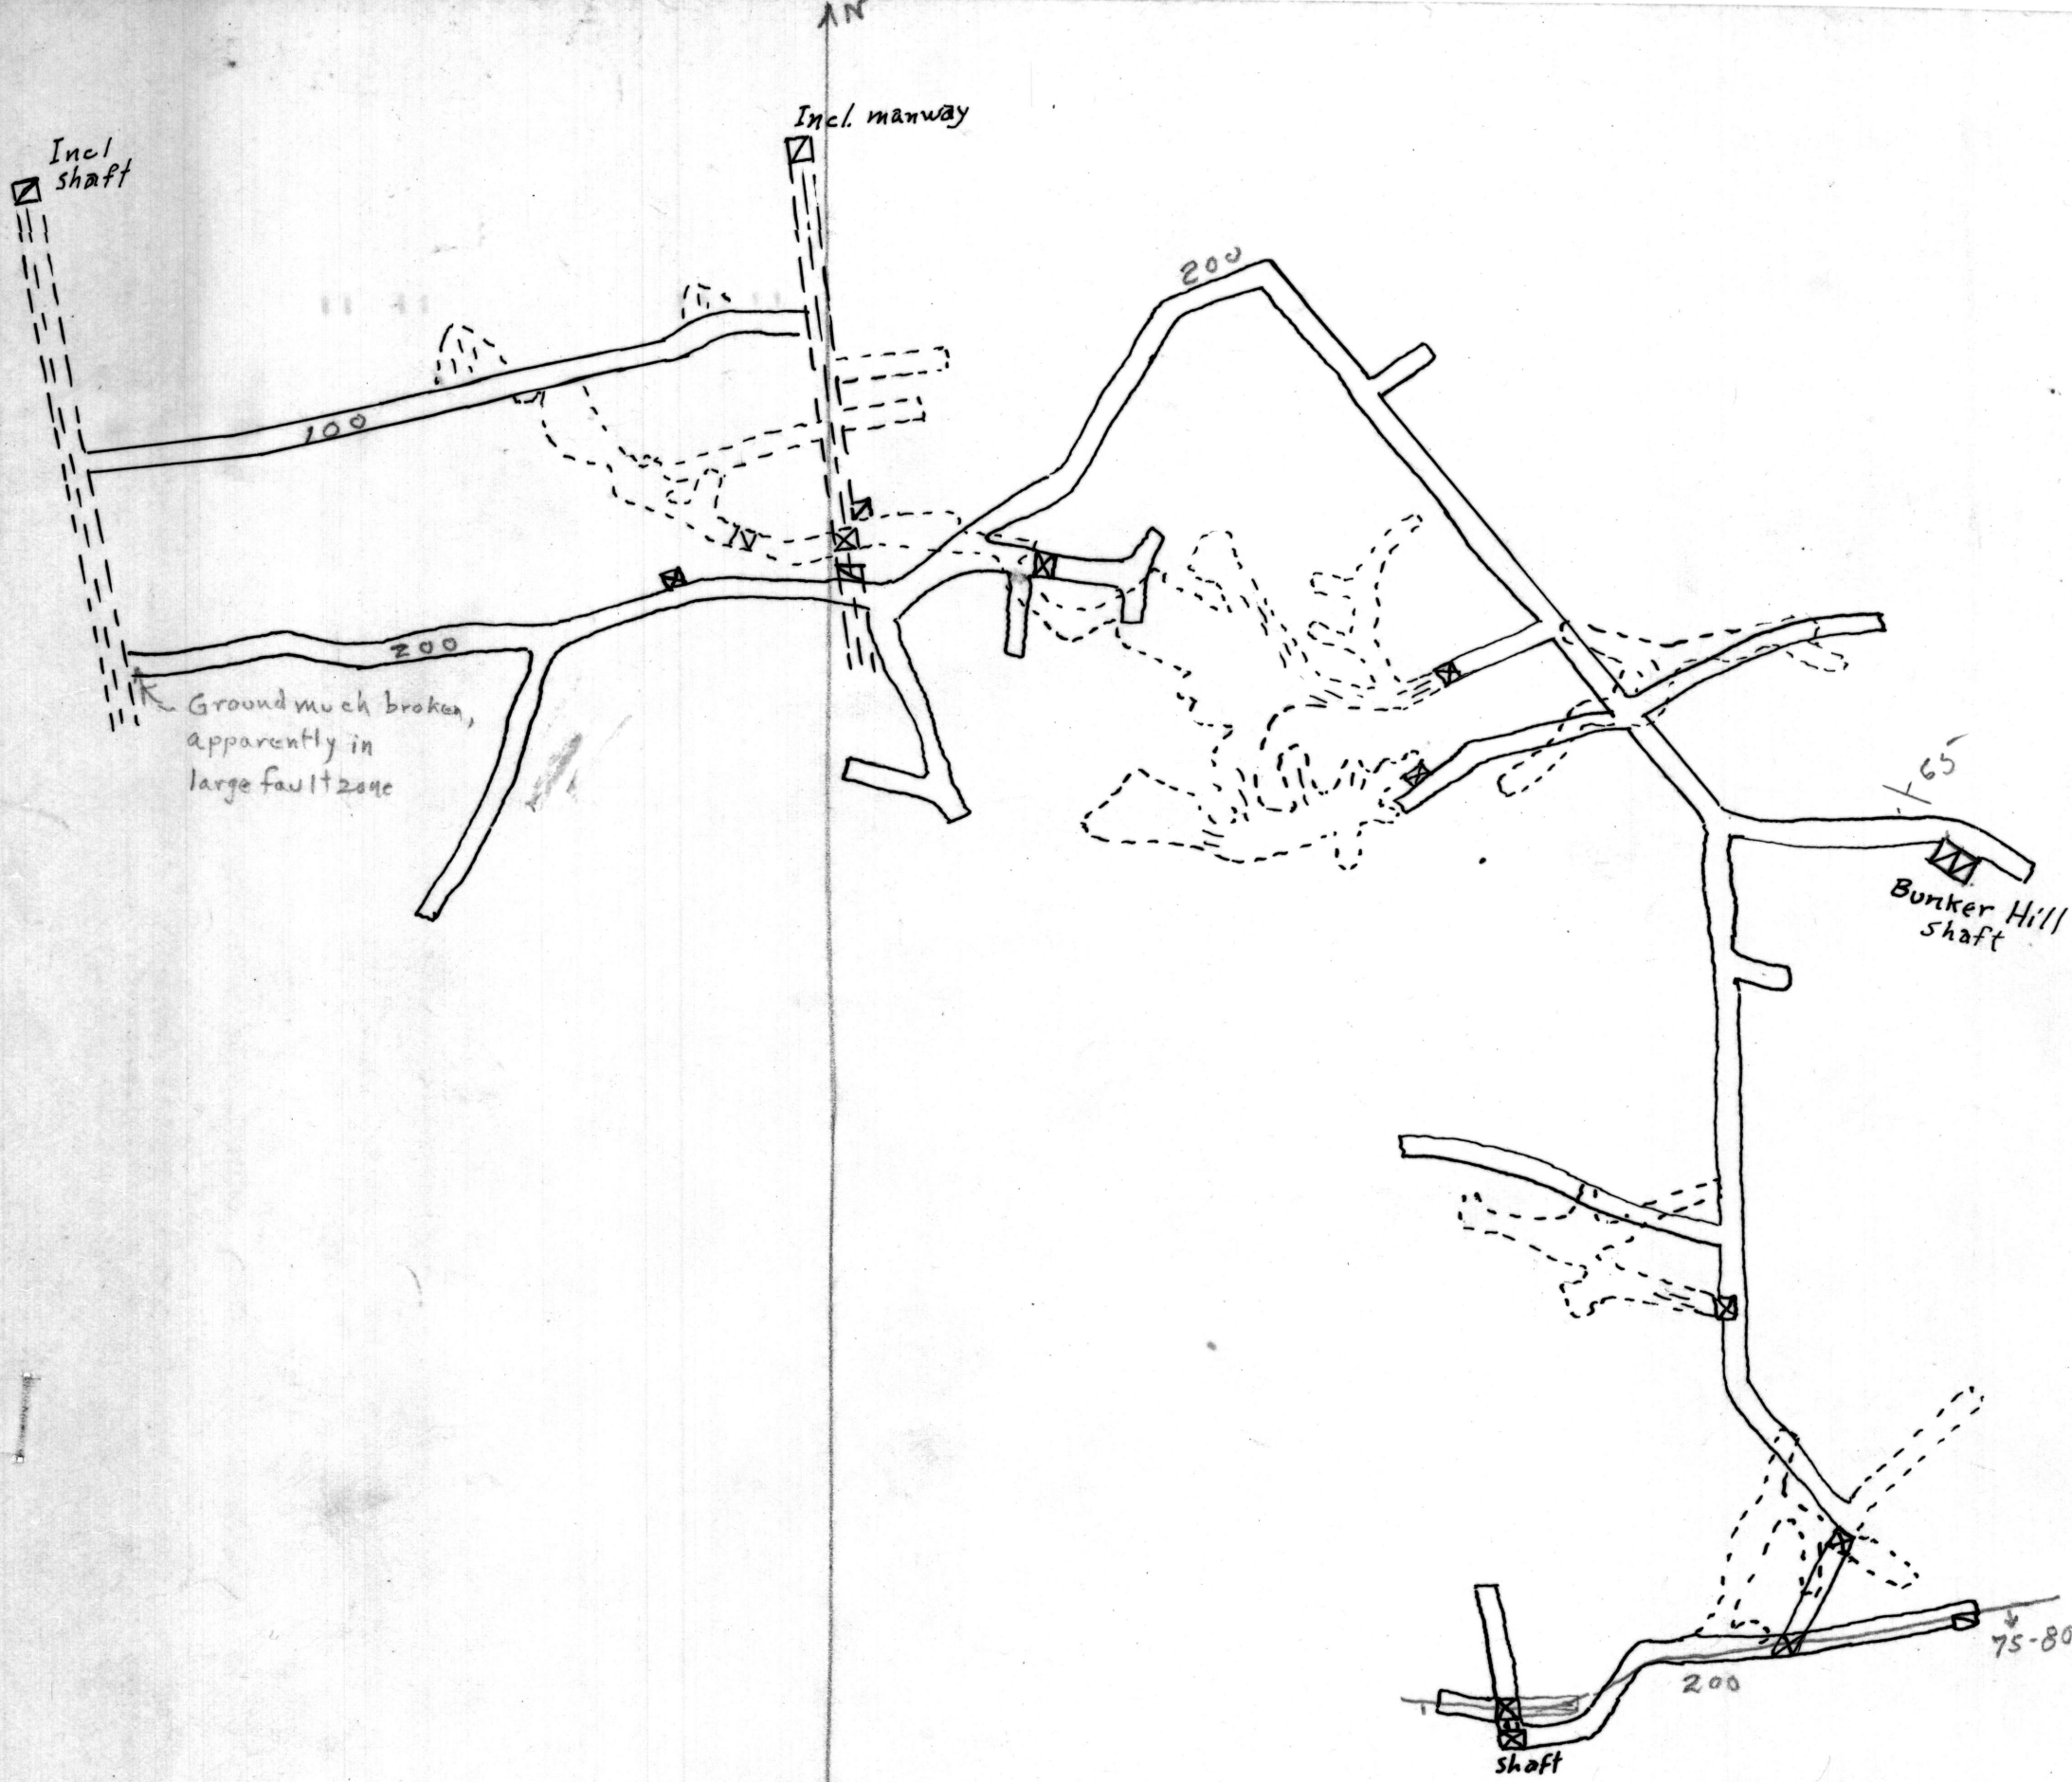 N
Incl. manway
Incl
shaft
200
100
200
Ground much broken,
apparently in
large fault zone
65
Bunker Hill
shaft
75-80
200
shaft